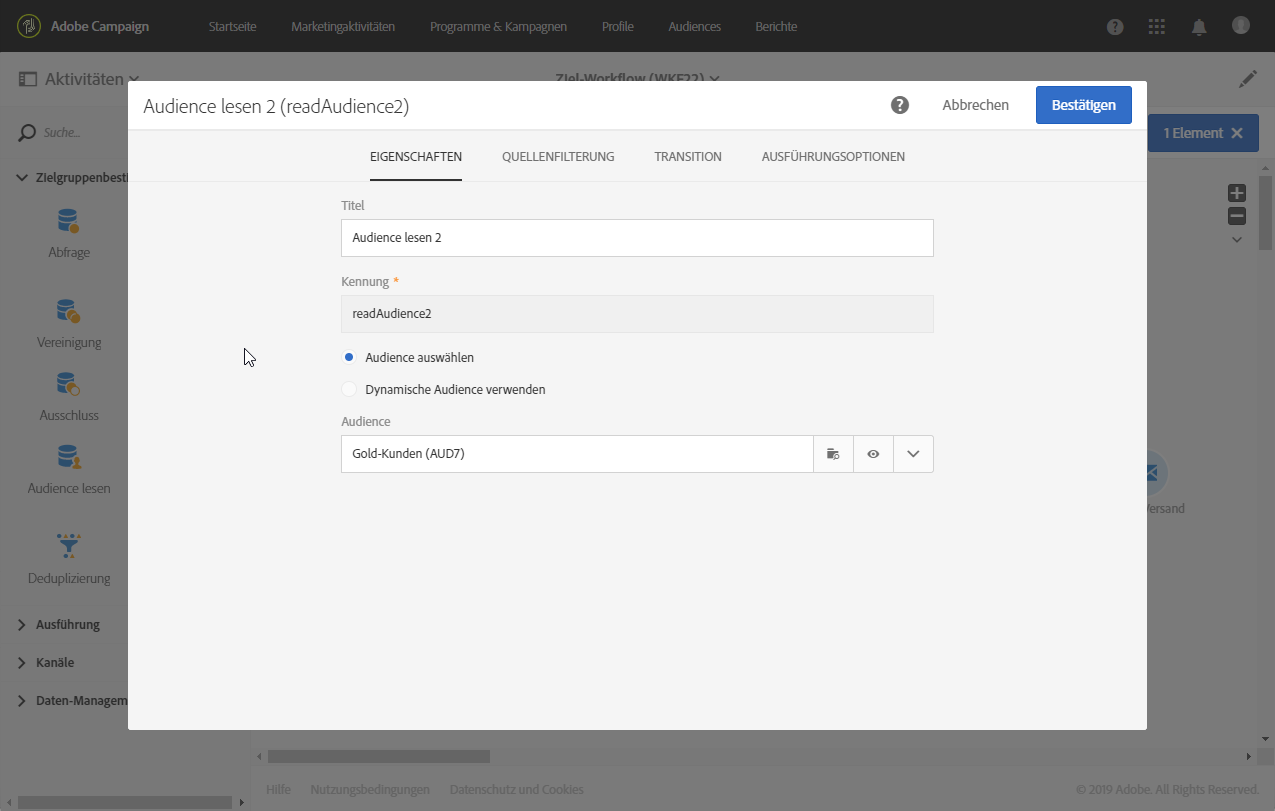 Adobe Campaign
Startseite
Marketingaktivitäten
Programme & Kampagnen
Profile
Audiences
Berichte
Aktivitäten
Ziel-Workflow (WKF22)
Audience lesen 2 (readAudience2)
Abbrechen
Bestätigen
Suche...
1 Element
EIGENSCHAFTEN
QUELLENFILTERUNG
TRANSITION
AUSFÜHRUNGSOPTIONEN
Zielgruppenbesti
Titel
Audience lesen 2
Abfrage
Kennung *
readAudience2
Vereinigung
Audience auswählen
Dynamische Audience verwenden
Ausschluss
Audience
Gold-Kunden (AUD7)
Audience lesen
Versand
Deduplizierung
Ausführung
Kanäle
Daten-Managem
Hilfe
Nutzungsbedingungen
Datenschutz und Cookies
© 2019 Adobe. All Rights Reserved.